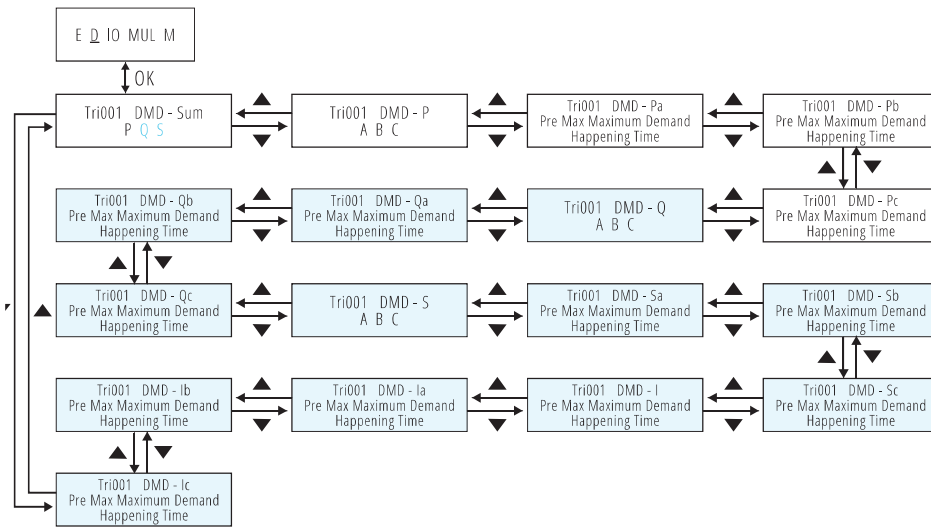 E D IO MUL M
OK
Tri001 DMD - Sum
P Q S
Tri001 DMD - P
A B C
Tri001 DMD - Pa
Pre Max Maximum Demand
Happening Time
Tri001 DMD - Pb
Pre Max Maximum Demand
Happening Time
Tri001 DMD - Qb
Pre Max Maximum Demand
Happening Time
Tri001 DMD - Qa
Pre Max Maximum Demand
Happening Time
Tri001 DMD - Q
A B C
Tri001 DMD - Pc
Pre Max Maximum Demand
Happening Time
Tri001 DMD - Qc
Pre Max Maximum Demand
Happening Time
Tri001 DMD - S
A B C
Tri001 DMD - Sa
Pre Max Maximum Demand
Happening Time
Tri001 DMD - Sb
Pre Max Maximum Demand
Happening Time
Tri001 DMD - Ib
Pre Max Maximum Demand
Happening Time
Tri001 DMD - Ia
Pre Max Maximum Demand
Happening Time
Tri001 DMD - I
Pre Max Maximum Demand
Happening Time
Tri001 DMD - Sc
Pre Max Maximum Demand
Happening Time
Tri001 DMD - Ic
Pre Max Maximum Demand
Happening Time